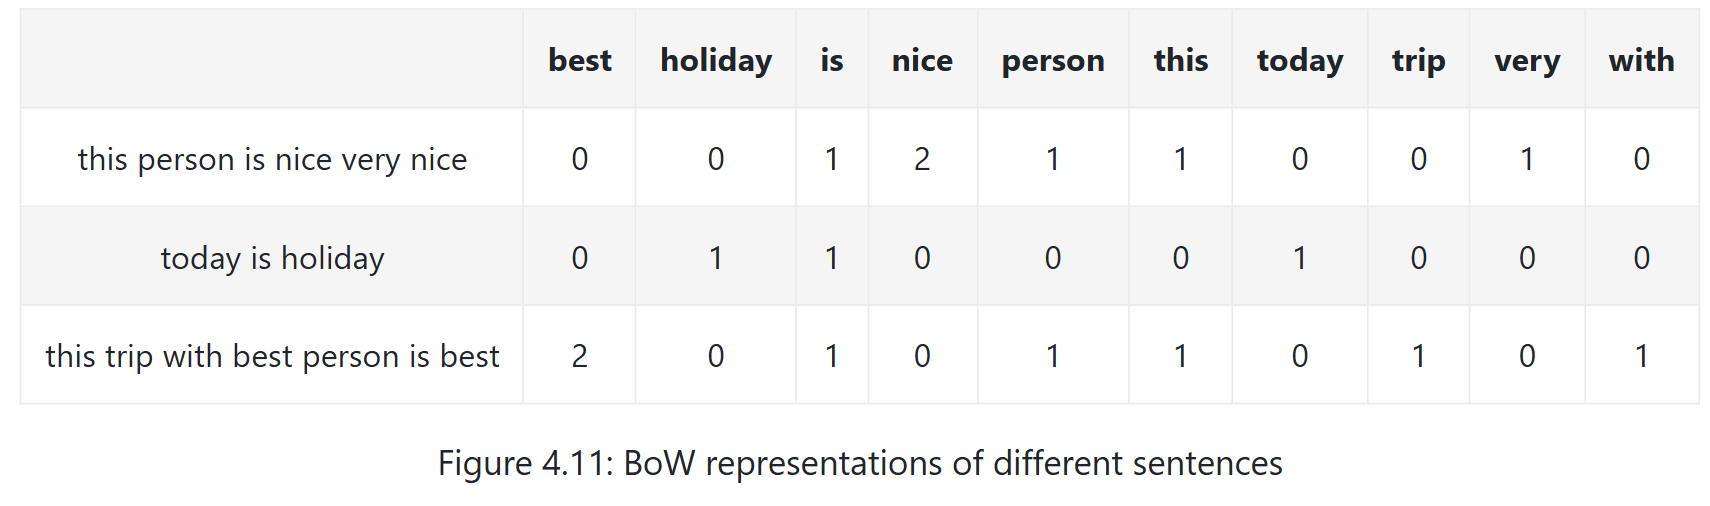 best holiday is nice person this today trip very with
this person is nice very nice 0 0 1 2 1 1 0 0 1 0
today is holiday 0 1 1 0 0 0 1 0 0 0
this trip with best person is best 2 0 1 0 1 1 0 1 0 1
Figure 4.11: BoW representations of different sentences